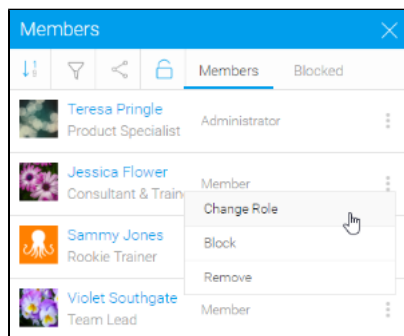 Members
Members Blocked
Teresa Pringle
Product Specialist Administrator
Jessica Flower
Consultant & Train Member
Change Role
Sammy Jones
Rookie Trainer
Block
Remove
Violet Southgate
Team Lead Member